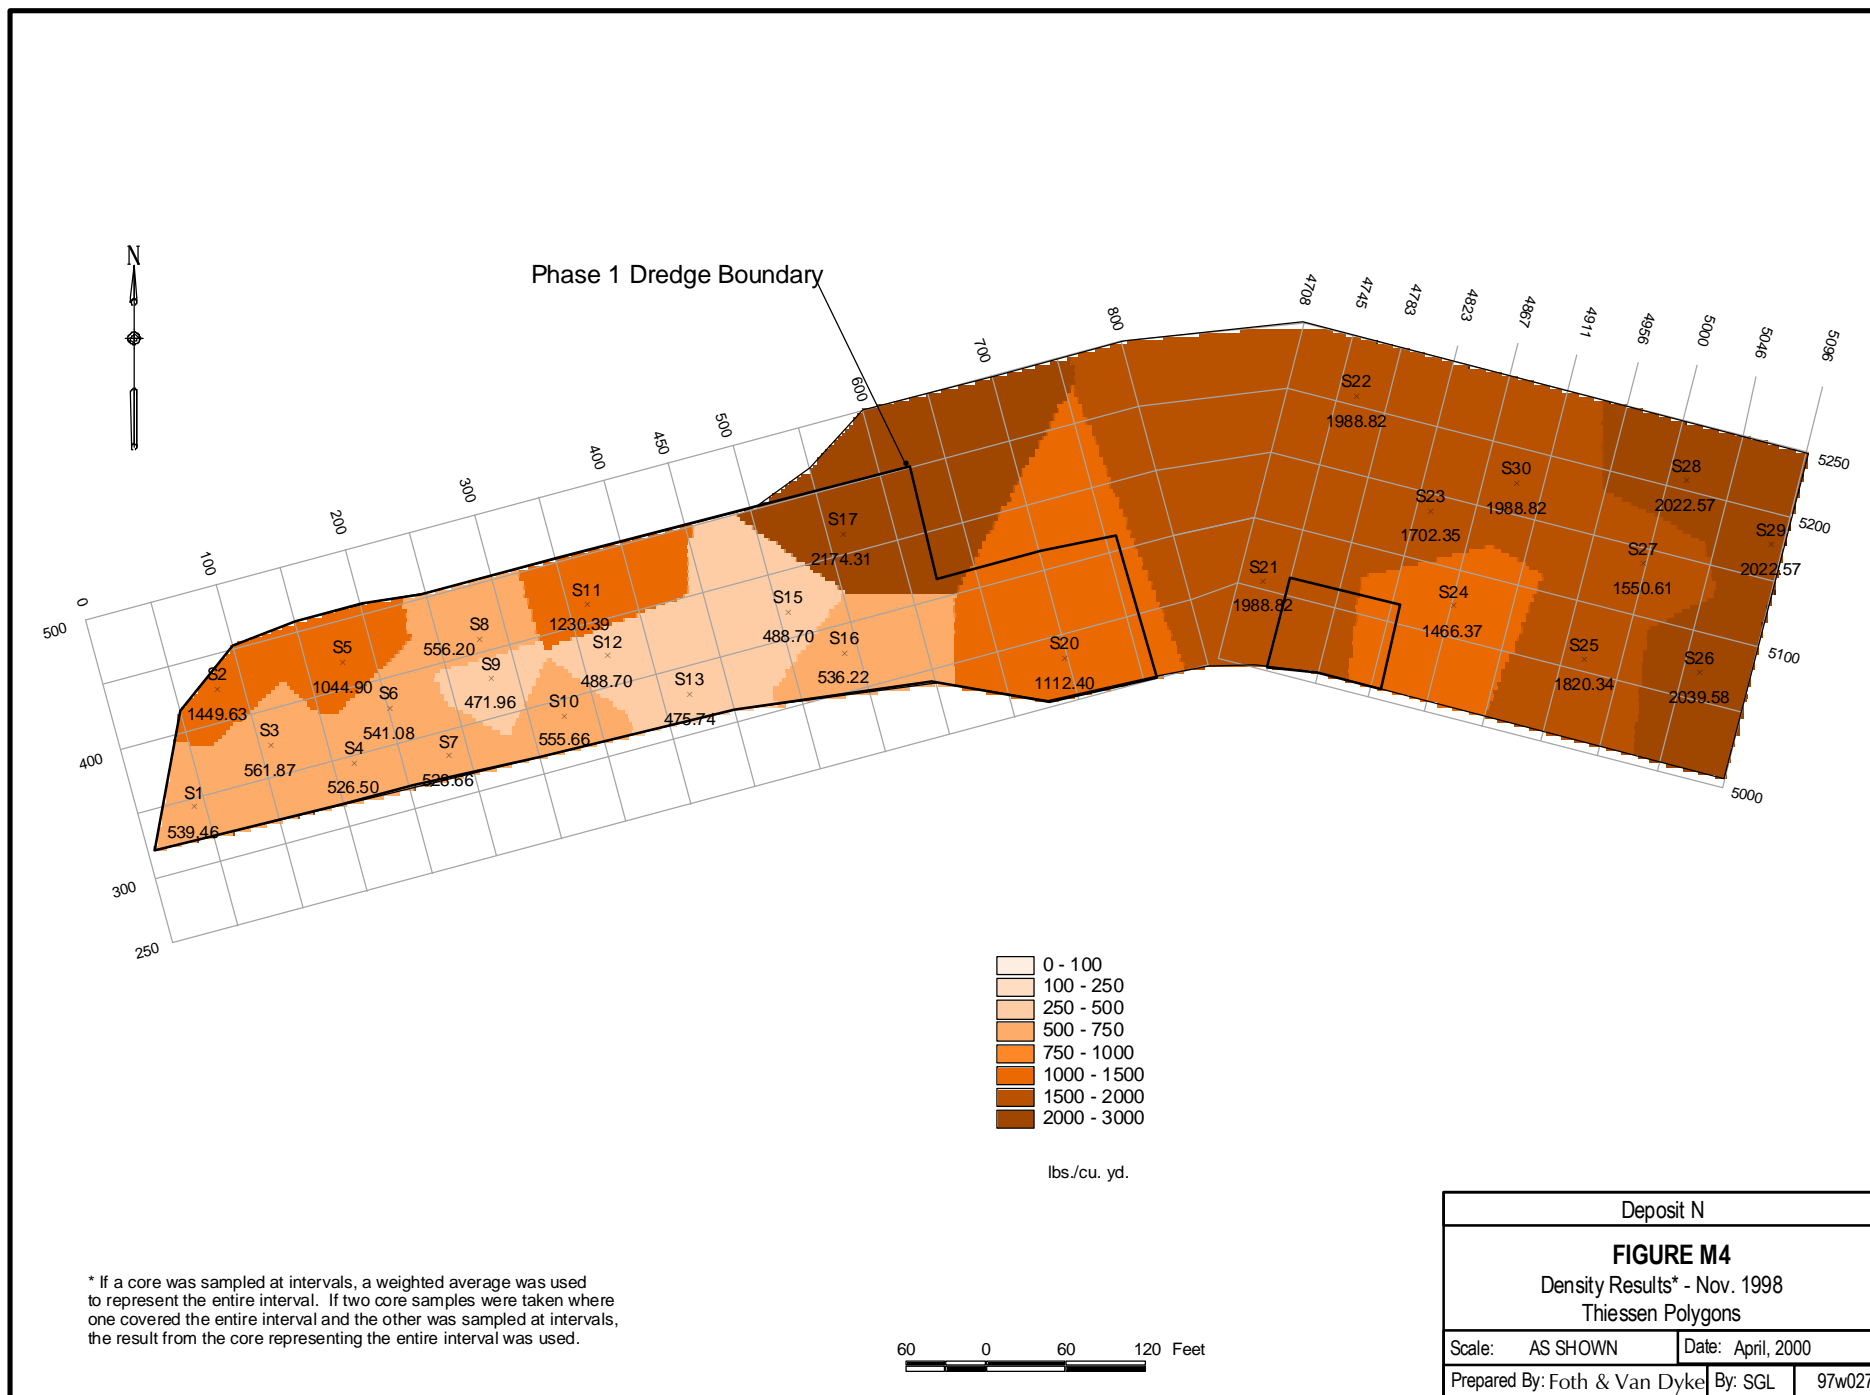 N
Phase 1 Dredge Boundary
0
100
200
300
400
450
500
600
700
800
4708
4745
4783
4823
4867
4911
4956
5000
5046
5096
500
400
300
250
5250
5200
5100
5000
S1
539.46
S2
1449.63
S3
561.87
S4
526.50
S5
1044.90
S6
541.08
S7
528.66
S8
556.20
S9
471.96
S10
555.66
S11
1230.39
S12
488.70
S13
475.74
S15
488.70
S16
536.22
S17
2174.31
S20
1112.40
S21
1988.82
S22
1988.82
S23
1702.35
S24
1466.37
S25
1820.34
S26
2039.58
S27
1550.61
S28
2022.57
S29
2022.57
S30
1988.82
0 - 100
100 - 250
250 - 500
500 - 750
750 - 1000
1000 - 1500
1500 - 2000
2000 - 3000
lbs./cu. yd.
* If a core was sampled at intervals, a weighted average was used
to represent the entire interval. If two core samples were taken where
one covered the entire interval and the other was sampled at intervals,
the result from the core representing the entire interval was used.
60 0 60 120 Feet
Deposit N
FIGURE M4
Density Results* - Nov. 1998
Thiessen Polygons
Scale: AS SHOWN Date: April, 2000
Prepared By: Foth & Van Dyke By: SGL 97w027